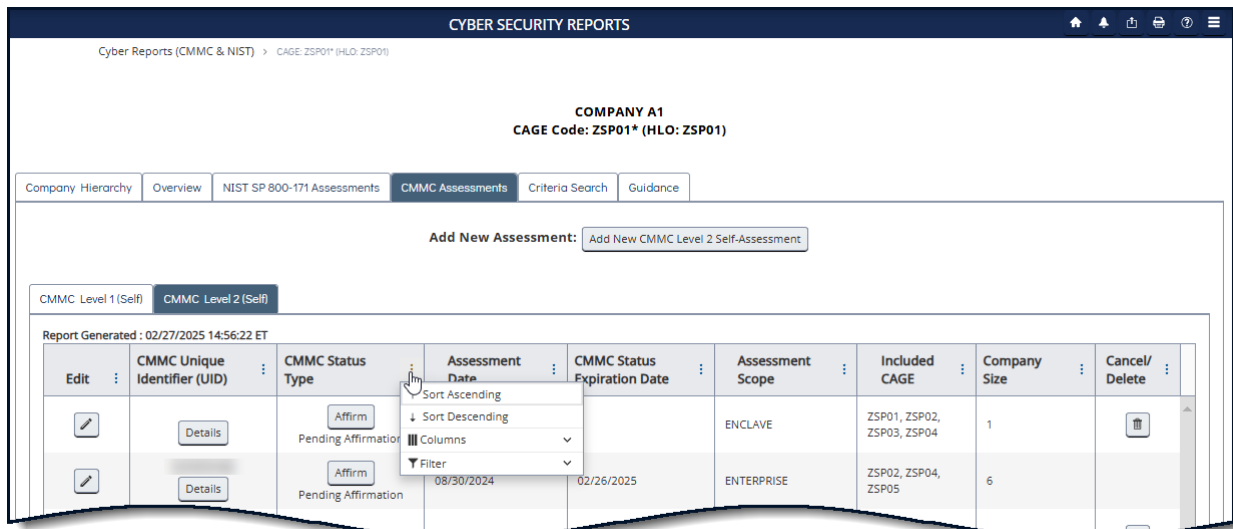 CYBER SECURITY REPORTS
Cyber Reports (CMMC & NIST) > CAGE: ZSP01* (HLO: ZSP01)
COMPANY A1
CAGE Code: ZSP01* (HLO: ZSP01)
Company Hierarchy Overview NIST SP 800-171 Assessments CMMC Assessments Criteria Search Guidance
Add New Assessment: Add New CMMC Level 2 Self-Assessment
CMMC Level 1 (Self) CMMC Level 2 (Self)
Report Generated : 02/27/2025 14:56:22 ET
CMMC Unique CMMC Status Assessment CMMC Status Assessment Included Company Cancel/
Edit Identifier (UID) Type Date Expiration Date Scope CAGE Size Delete
Sort Ascending
Sort Descending
Columns
Filter
Affirm
Details Pending Affirmation ENCLAVE ZSP01, ZSP02, 1
ZSP03, ZSP04
Affirm
Details Pending Affirmation 08/30/2024 02/26/2025 ENTERPRISE ZSP02, ZSP04, 6
ZSP05